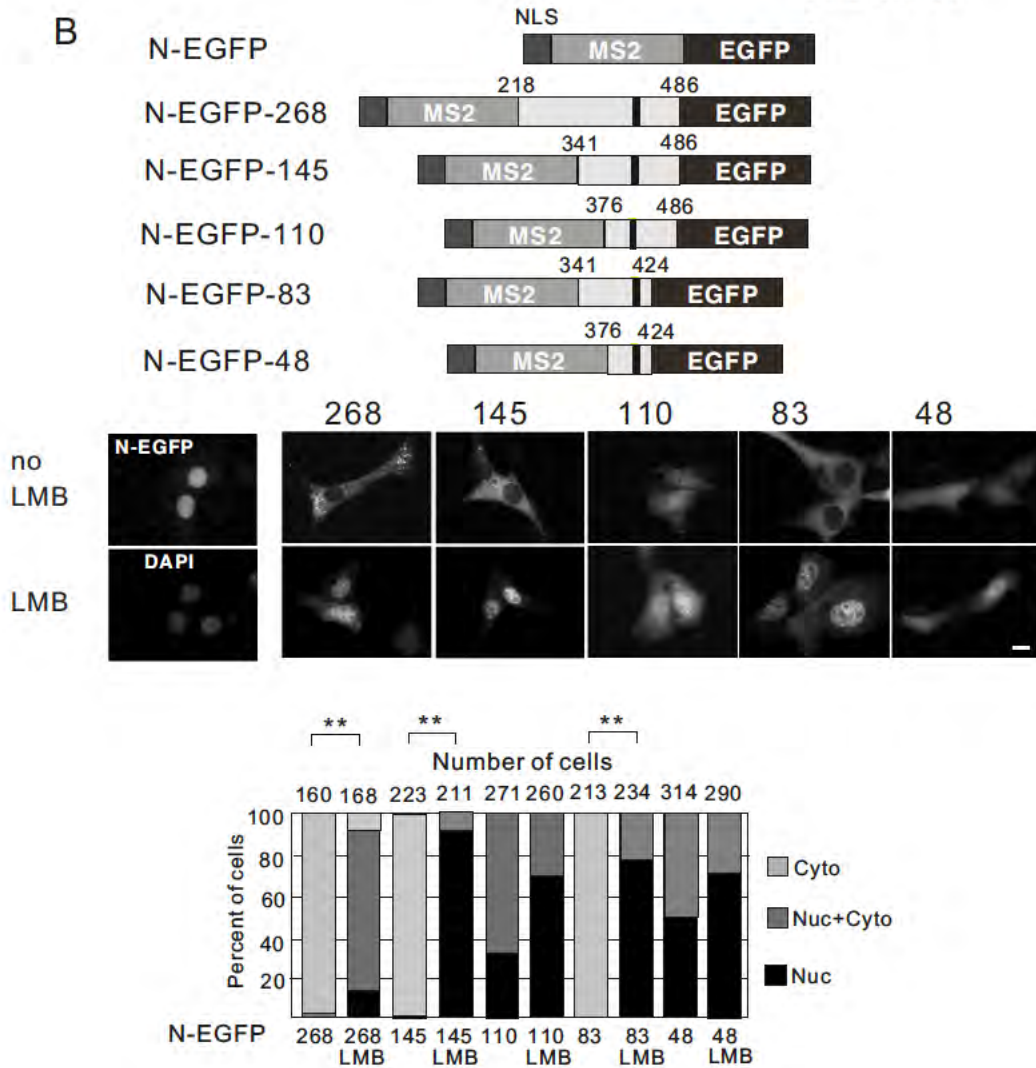 B
NLS
N-EGFP MS2 EGFP
218 486
N-EGFP-268 MS2 EGFP
341 486
N-EGFP-145 MS2 EGFP
376 486
N-EGFP-110 MS2 EGFP
341 424
N-EGFP-83 MS2 EGFP
376 424
N-EGFP-48 MS2 EGFP
268 145 110 83 48
N-EGFP
no
LMB
DAPI
LMB
** ** **
Number of cells
160 168 223 211 271 260 213 234 314 290
Percent of cells
100
80
60
40
20
Cyto
Nuc+Cyto
Nuc
N-EGFP 268 268 145 145 110 110 83 83 48 48
LMB LMB LMB LMB LMB